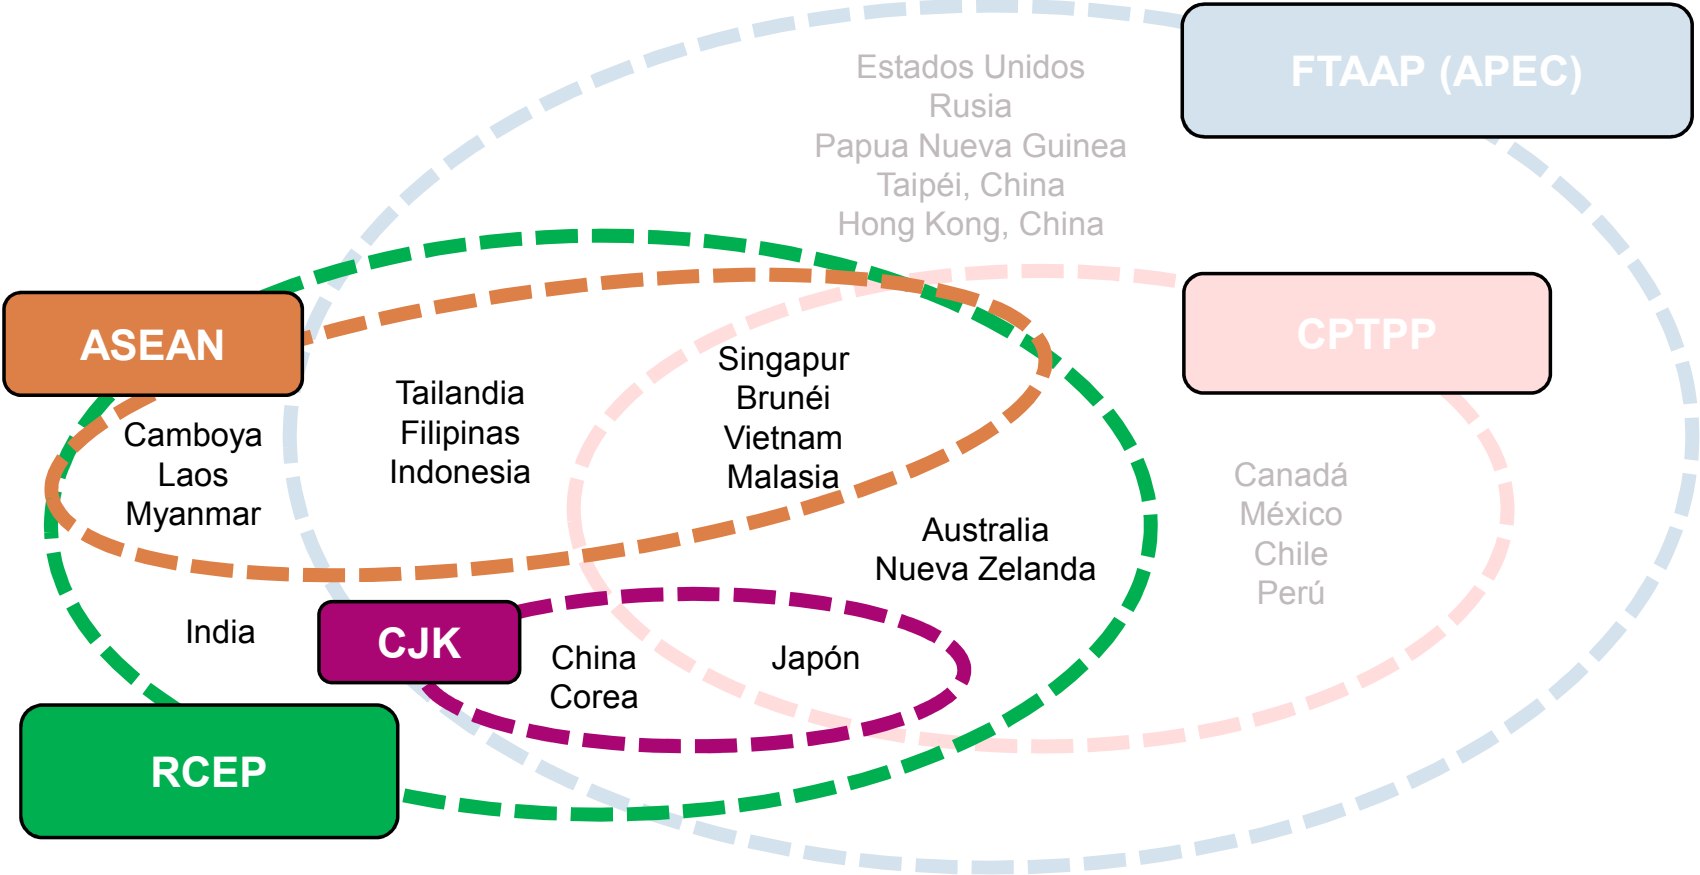 FTAAP (APEC)
Estados Unidos
Rusia
Papua Nueva Guinea
Taipéi, China
Hong Kong, China
ASEAN
CPTPP
Camboya
Laos
Myanmar
Tailandia
Filipinas
Indonesia
Singapur
Brunéi
Vietnam
Malasia
Australia
Nueva Zelanda
Canadá
México
Chile
Perú
India
CJK
China
Corea
Japón
RCEP